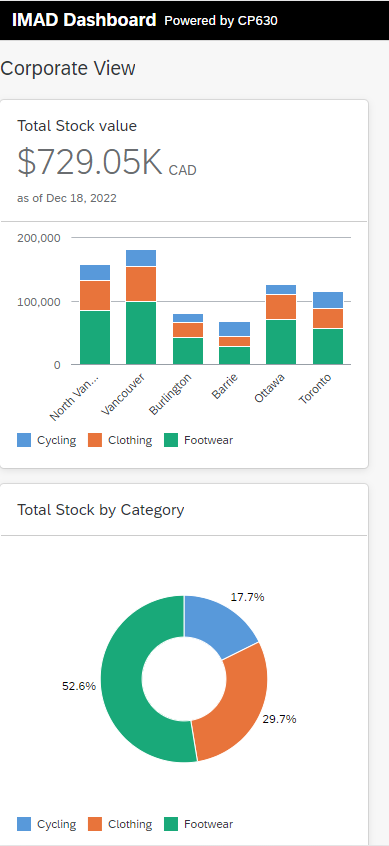 IMAD Dashboard Powered by CP630
Corporate View
Total Stock value
$729.05K CAD
as of Dec 18, 2022
200,000
100,000
0
North Van...
Vancouver
Burlington
Barrie
Ottawa
Toronto
Cycling Clothing Footwear
Total Stock by Category
17.7%
52.6%
29.7%
Cycling Clothing Footwear